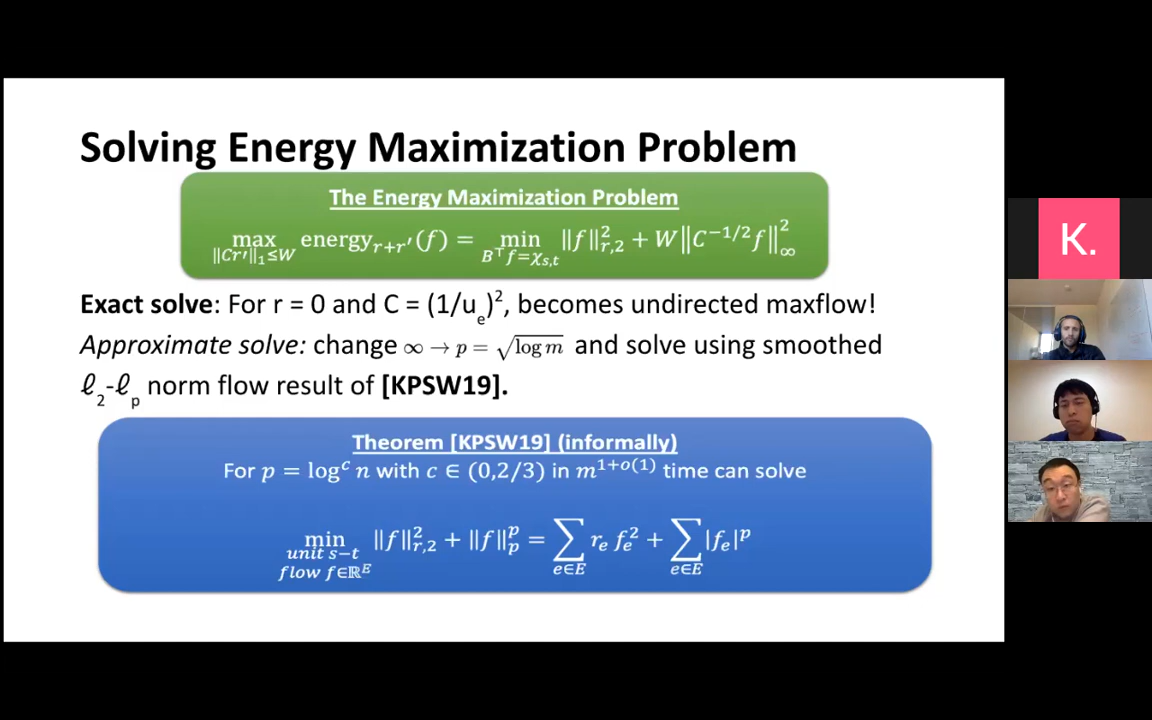 Solving Energy Maximization Problem
The Energy Maximization Problem
max_{‖Cr′‖₁≤W} energy_{r+r′}(f) = min_{B^⊤f=χ_{s,t}} ‖f‖²_{r,2} + W‖C^{−1/2}f‖²_∞
Exact solve: For r = 0 and C = (1/u_e)², becomes undirected maxflow!
Approximate solve: change ∞ → p = √(log m) and solve using smoothed
ℓ₂-ℓ_p norm flow result of [KPSW19].
Theorem [KPSW19] (informally)
For p = log^c n with c ∈ (0,2/3) in m^{1+o(1)} time can solve
min_{unit s−t flow f∈ℝ^E} ‖f‖²_{r,2} + ‖f‖^p_p = ∑_{e∈E} r_e f_e² + ∑_{e∈E} |f_e|^p
K.